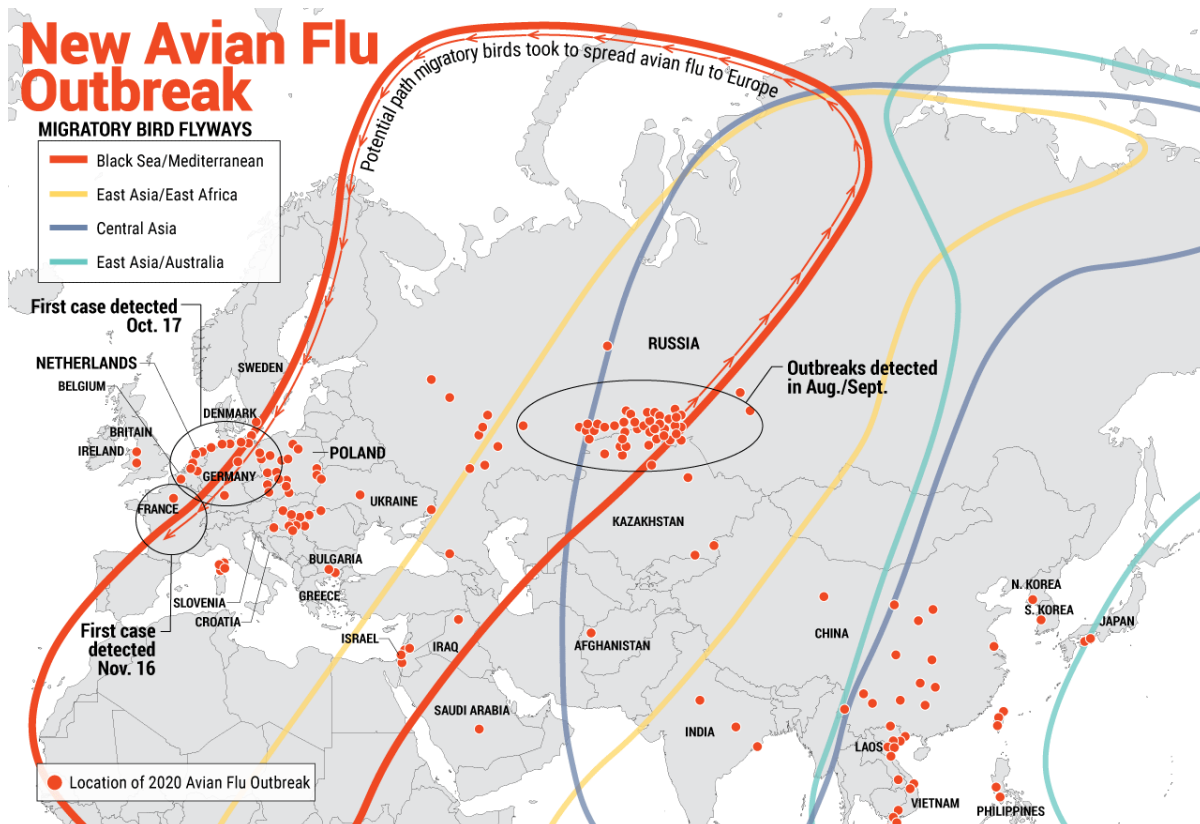 New Avian Flu
Outbreak
MIGRATORY BIRD FLYWAYS
Black Sea/Mediterranean
East Asia/East Africa
Central Asia
East Asia/Australia
Potential path migratory birds took to spread avian flu to Europe
First case detected
Oct. 17
NETHERLANDS
BELGIUM
BRITAIN
IRELAND
SWEDEN
DENMARK
GERMANY
POLAND
FRANCE
UKRAINE
RUSSIA
Outbreaks detected
in Aug./Sept.
KAZAKHSTAN
BULGARIA
GREECE
SLOVENIA
CROATIA
First case
detected
Nov. 16
ISRAEL
IRAQ
AFGHANISTAN
SAUDI ARABIA
INDIA
CHINA
N. KOREA
S. KOREA
JAPAN
LAOS
VIETNAM
PHILIPPINES
Location of 2020 Avian Flu Outbreak